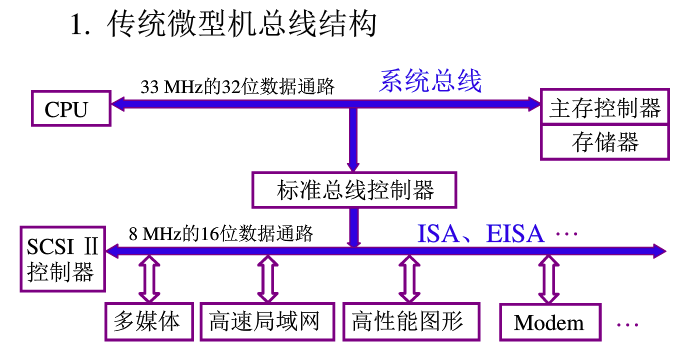 1. 传统微型机总线结构
33 MHz的32位数据通路
系统总线
CPU
主存控制器
存储器
标准总线控制器
SCSI Ⅱ
控制器
8 MHz的16位数据通路
ISA、EISA …
多媒体
高速局域网
高性能图形
Modem
…